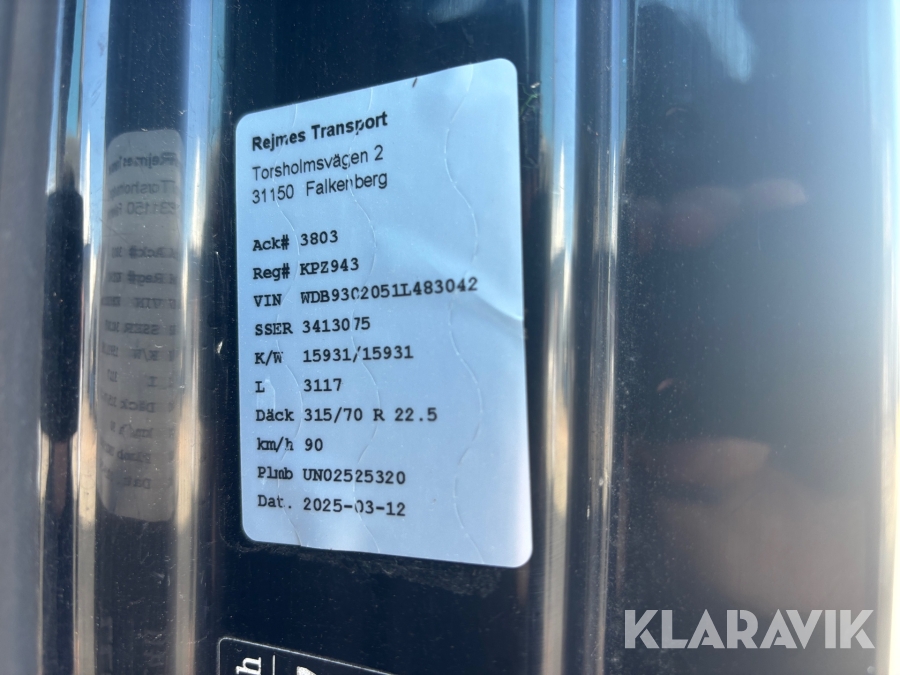 Rejmes Transport
Torsholmsvägen 2
31150 Falkenberg
Ack# 3803
Reg# KPZ943
VIN WDB9302051L483042
SSER 3413075
K/W 15931/15931
L 3117
Däck 315/70 R 22.5
km/h 90
Plmb UN02525320
Dat. 2025-03-12
KLARAVIK